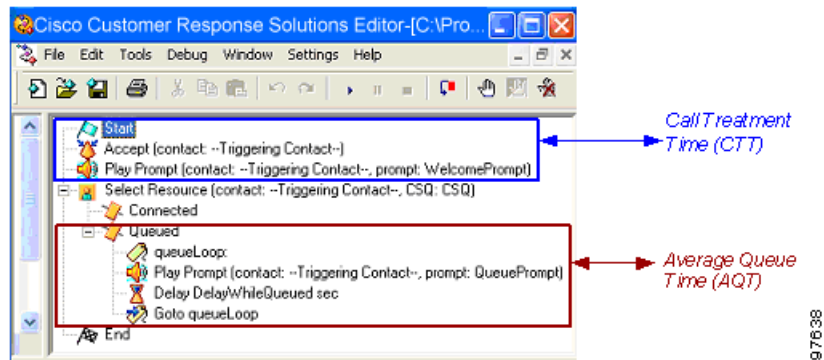 Cisco Customer Response Solutions Editor-[C:\Pro...
File Edit Tools Debug Window Settings Help
Start
Accept (contact: --Triggering Contact--)
Play Prompt (contact: --Triggering Contact--, prompt: WelcomePrompt)
Select Resource (contact: --Triggering Contact--, CSQ: CSQ)
Connected
Queued
queueLoop:
Play Prompt (contact: --Triggering Contact--, prompt: QueuePrompt)
Delay DelayWhileQueued sec
Goto queueLoop
End
Call Treatment
Time (CTT)
Average Queue
Time (AQT)
97638